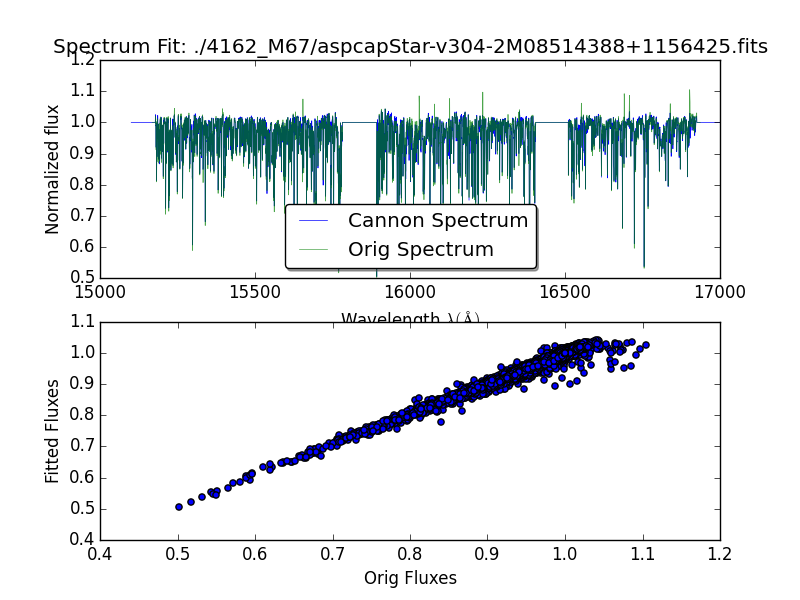 Spectrum Fit: ./4162_M67/aspcapStar-v304-2M08514388+1156425.fits
1.2
1.1
1.0
0.9
0.8
0.7
0.6
0.5
Normalized flux
Cannon Spectrum
Orig Spectrum
15000 15500 16000 16500 17000
Wavelength λ(Å)
1.1
1.0
0.9
0.8
0.7
0.6
0.5
0.4
Fitted Fluxes
0.4 0.5 0.6 0.7 0.8 0.9 1.0 1.1 1.2
Orig Fluxes